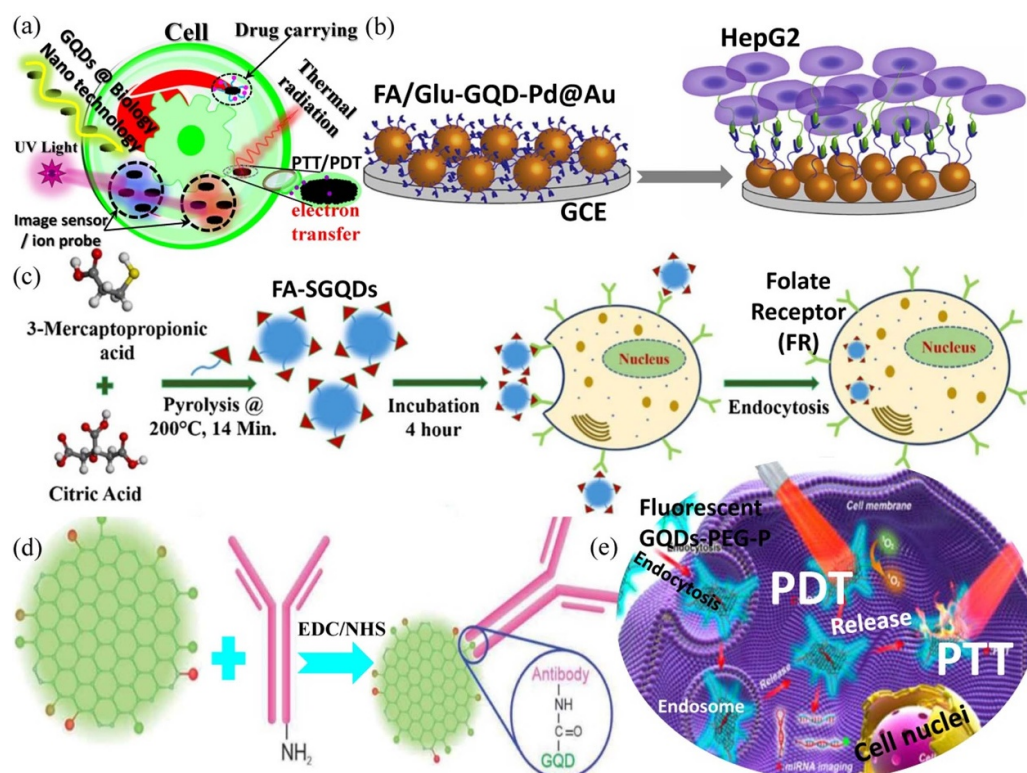 (a)
Cell
Drug carrying
GQDs @ Biology
Nano technology
Thermal
radiation
UV Light
PTT/PDT
electron
transfer
Image sensor
/ ion probe
(b)
FA/Glu-GQD-Pd@Au
GCE
HepG2
(c)
3-Mercaptopropionic
acid
+
Citric Acid
Pyrolysis @
200°C, 14 Min.
FA-SGQDs
Incubation
4 hour
Nucleus
Endocytosis
Folate
Receptor
(FR)
Nucleus
(d)
+
EDC/NHS
NH2
Antibody
NH
C=O
GQD
(e)
Fluorescent
GQDs-PEG-P
Endocytosis
Endocytosis
Cell membrane
PDT
¹O₂
³O₂
Release
PTT
Release
Endosome
miRNA imaging
Cell nuclei